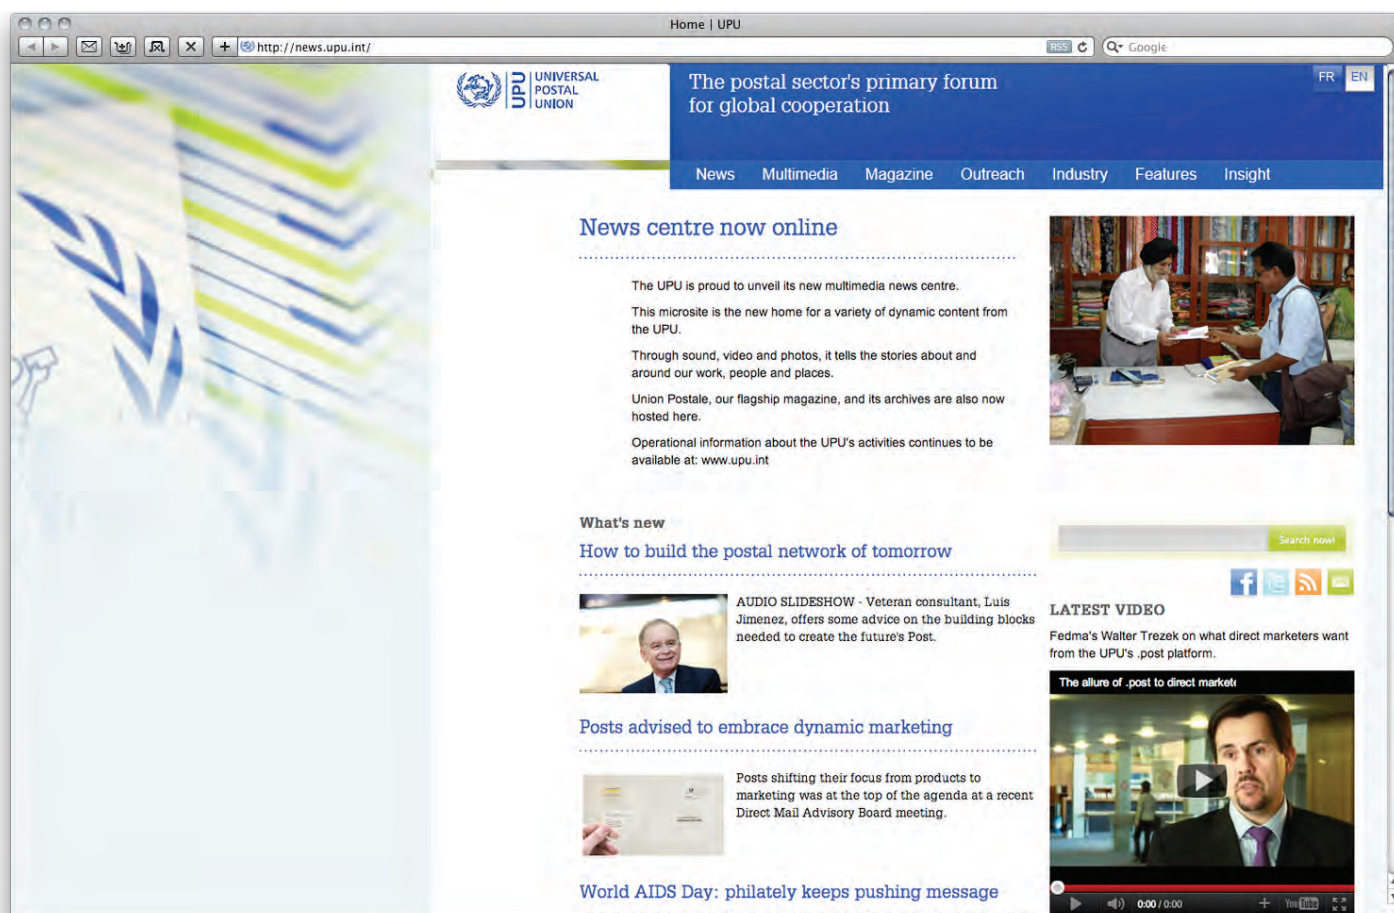 Home | UPU
http://news.upu.int/
RSS
Google
UPU
UNIVERSAL
POSTAL
UNION
The postal sector's primary forum
for global cooperation
FR
EN
News
Multimedia
Magazine
Outreach
Industry
Features
Insight
News centre now online
The UPU is proud to unveil its new multimedia news centre.
This microsite is the new home for a variety of dynamic content from
the UPU.
Through sound, video and photos, it tells the stories about and
around our work, people and places.
Union Postale, our flagship magazine, and its archives are also now
hosted here.
Operational information about the UPU's activities continues to be
available at: www.upu.int
What's new
How to build the postal network of tomorrow
AUDIO SLIDESHOW - Veteran consultant, Luis
Jimenez, offers some advice on the building blocks
needed to create the future's Post.
Posts advised to embrace dynamic marketing
Posts shifting their focus from products to
marketing was at the top of the agenda at a recent
Direct Mail Advisory Board meeting.
World AIDS Day: philately keeps pushing message
Search now!
LATEST VIDEO
Fedma's Walter Trezek on what direct marketers want
from the UPU's .post platform.
The allure of .post to direct markete
0:00 / 0:00
YouTube